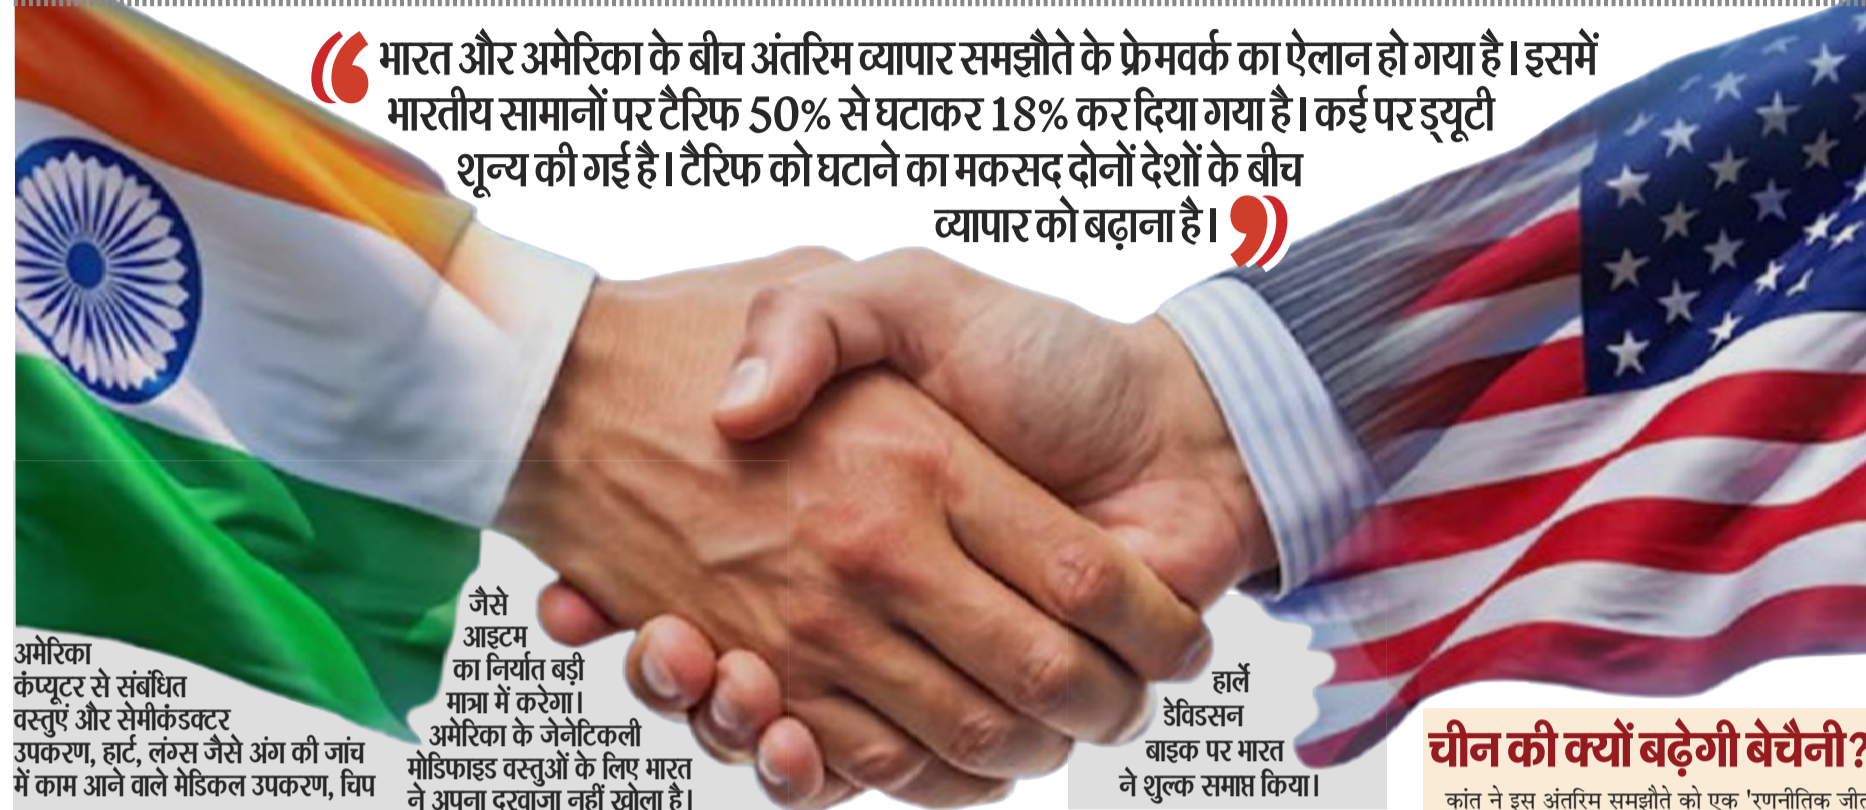 भारत और अमेरिका के बीच अंतरिम व्यापार समझौते के फ्रेमवर्क का ऐलान हो गया है। इसमें
भारतीय सामानों पर टैरिफ 50% से घटाकर 18% कर दिया गया है। कई पर ड्यूटी
शून्य की गई है। टैरिफ को घटाने का मकसद दोनों देशों के बीच
व्यापार को बढ़ाना है।
अमेरिका
कंप्यूटर से संबंधित
वस्तुएं और सेमीकंडक्टर
उपकरण, हार्ट, लंग्स जैसे अंग की जांच
में काम आने वाले मेडिकल उपकरण, चिप
जैसे
आइटम
का निर्यात बड़ी
मात्रा में करेगा।
अमेरिका के जेनेटिकली
मोडिफाइड वस्तुओं के लिए भारत
ने अपना दरवाजा नहीं खोला है।
हार्ले
डेविडसन
बाइक पर भारत
ने शुल्क समाप्त किया।
चीन की क्यों बढ़ेगी बेचैनी?
कांत ने इस अंतरिम समझौते को एक 'रणनीतिक जीत